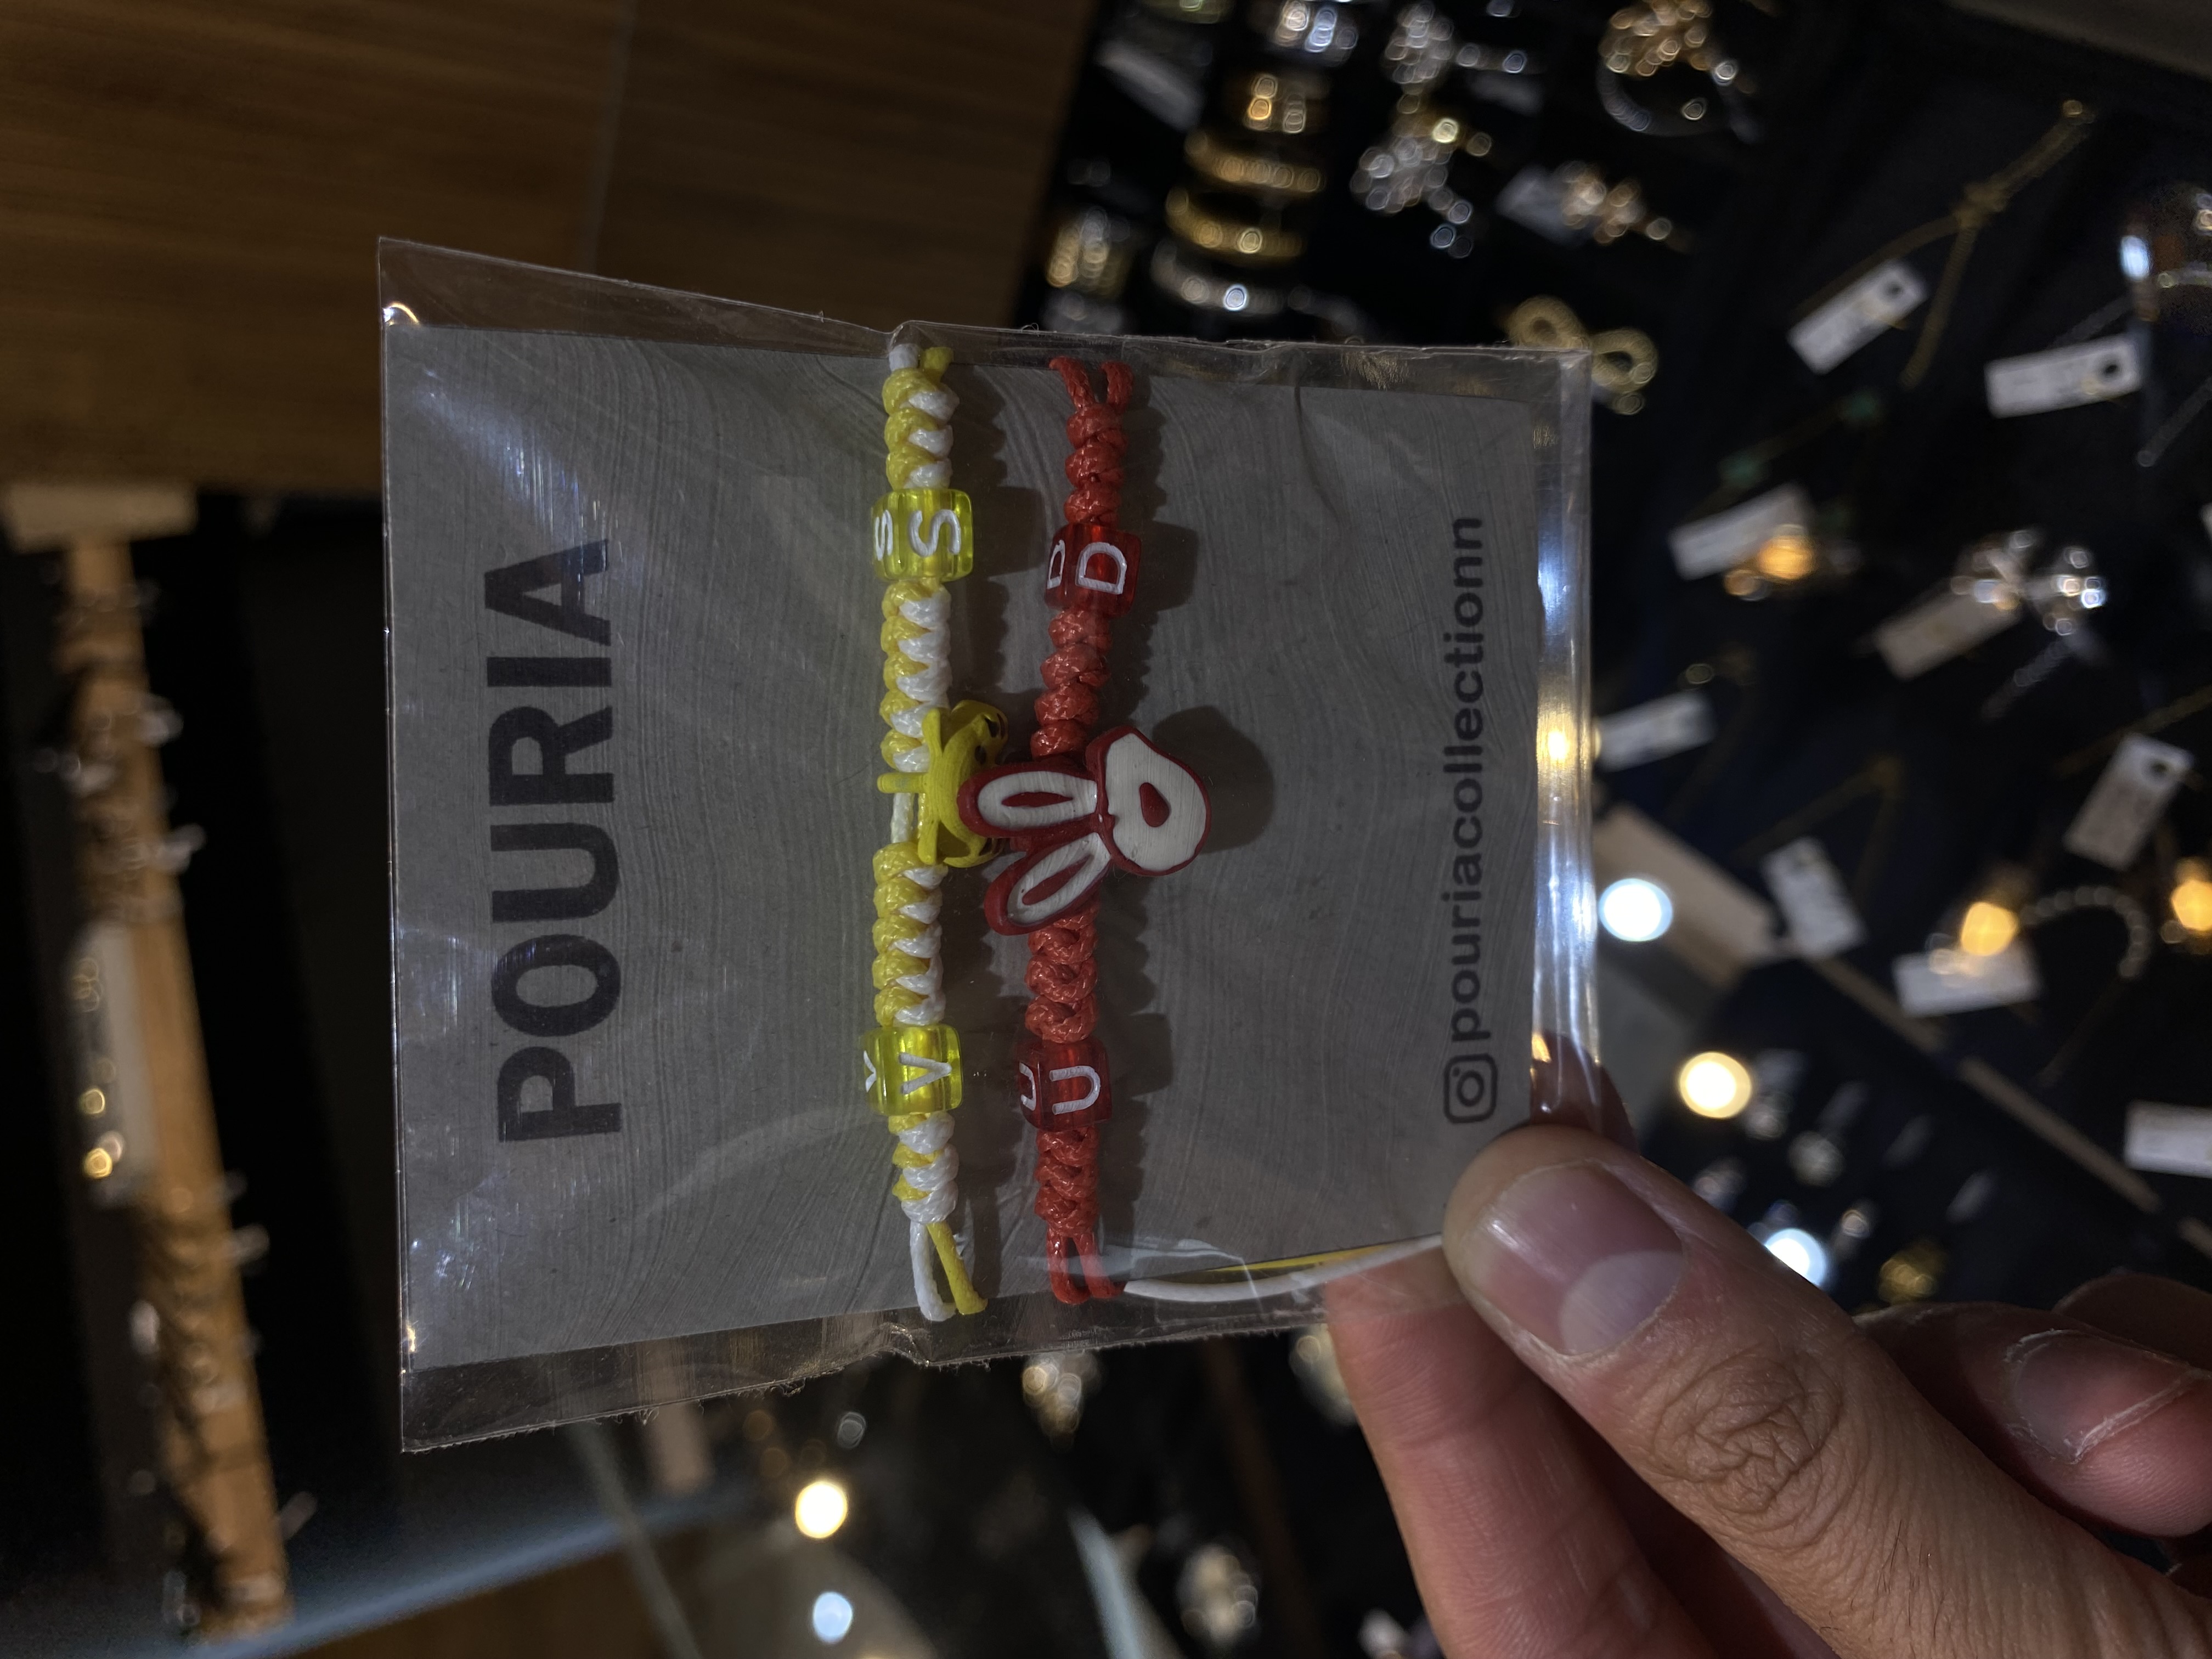 POURIA
V S
U D
pouriacollectionn